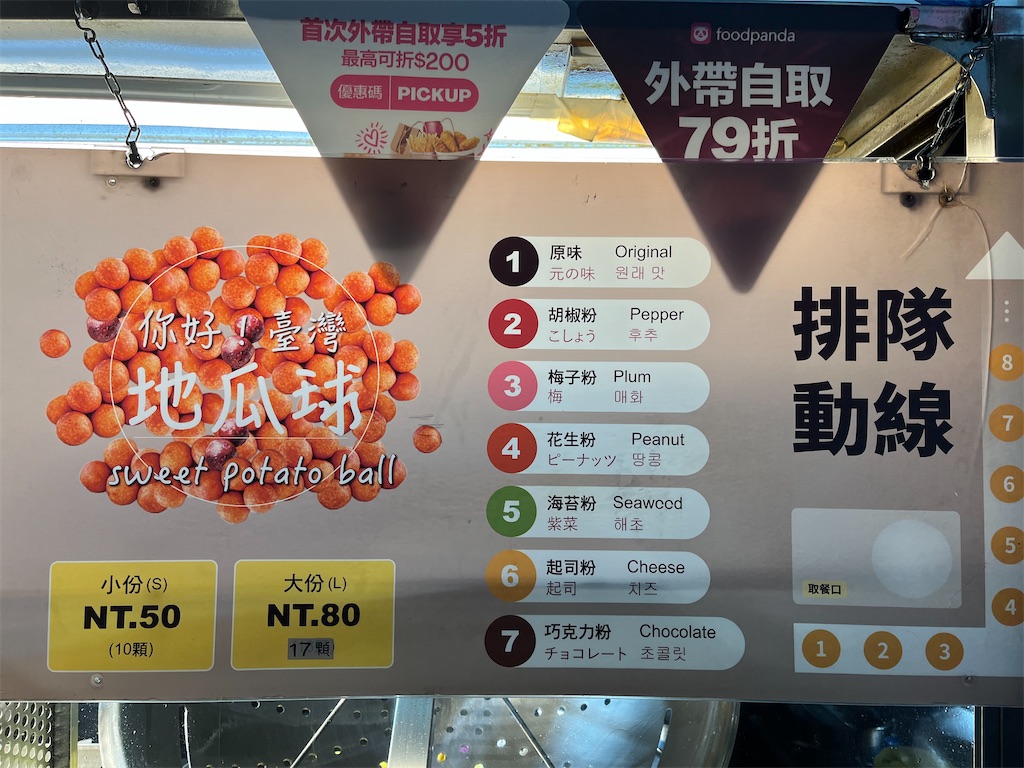 首次外帶自取享5折
最高可折$200
優惠碼 PICKUP
foodpanda
外帶自取
79折
你好！臺灣
地瓜球
sweet potato ball
小份(S)
NT.50
(10顆)
大份(L)
NT.80
17顆
1 原味 Original
元の味 원래 맛
2 胡椒粉 Pepper
こしょう 후추
3 梅子粉 Plum
梅 매화
4 花生粉 Peanut
ピーナッツ 땅콩
5 海苔粉 Seawood
紫菜 해초
6 起司粉 Cheese
起司 치즈
7 巧克力粉 Chocolate
チョコレート 초콜릿
排隊
動線
取餐口
1 2 3
4
5
6
7
8